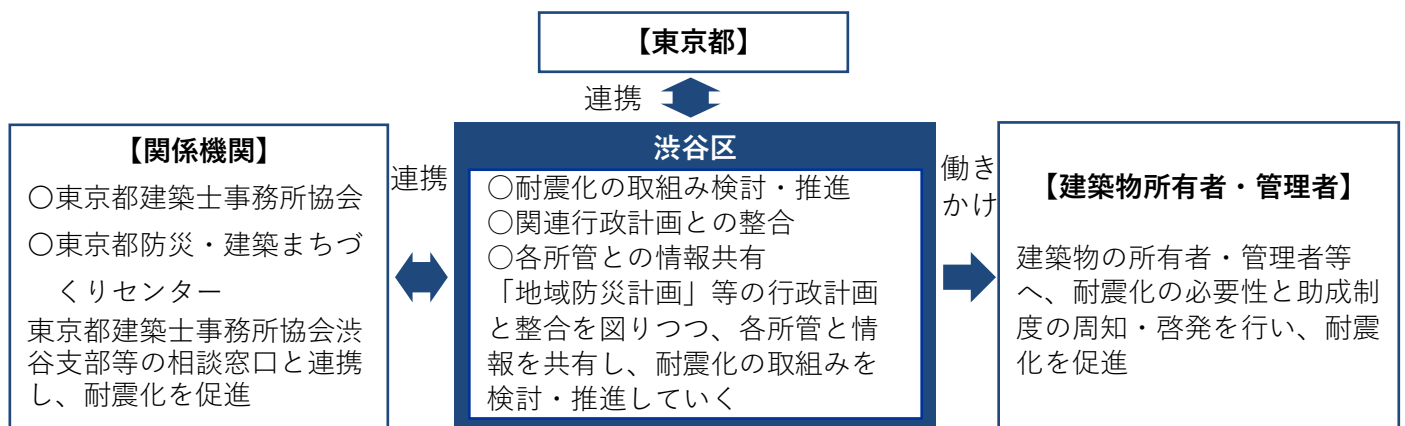 【東京都】
連携
【関係機関】
〇東京都建築士事務所協会
〇東京都防災・建築まちづ
くりセンター
東京都建築士事務所協会渋
谷支部等の相談窓口と連携
し、耐震化を促進
連携
渋谷区
〇耐震化の取組み検討・推進
〇関連行政計画との整合
〇各所管との情報共有
「地域防災計画」等の行政計画
と整合を図りつつ、各所管と情
報を共有し、耐震化の取組みを
検討・推進していく
働き
かけ
【建築物所有者・管理者】
建築物の所有者・管理者等
へ、耐震化の必要性と助成制
度の周知・啓発を行い、耐震
化を促進